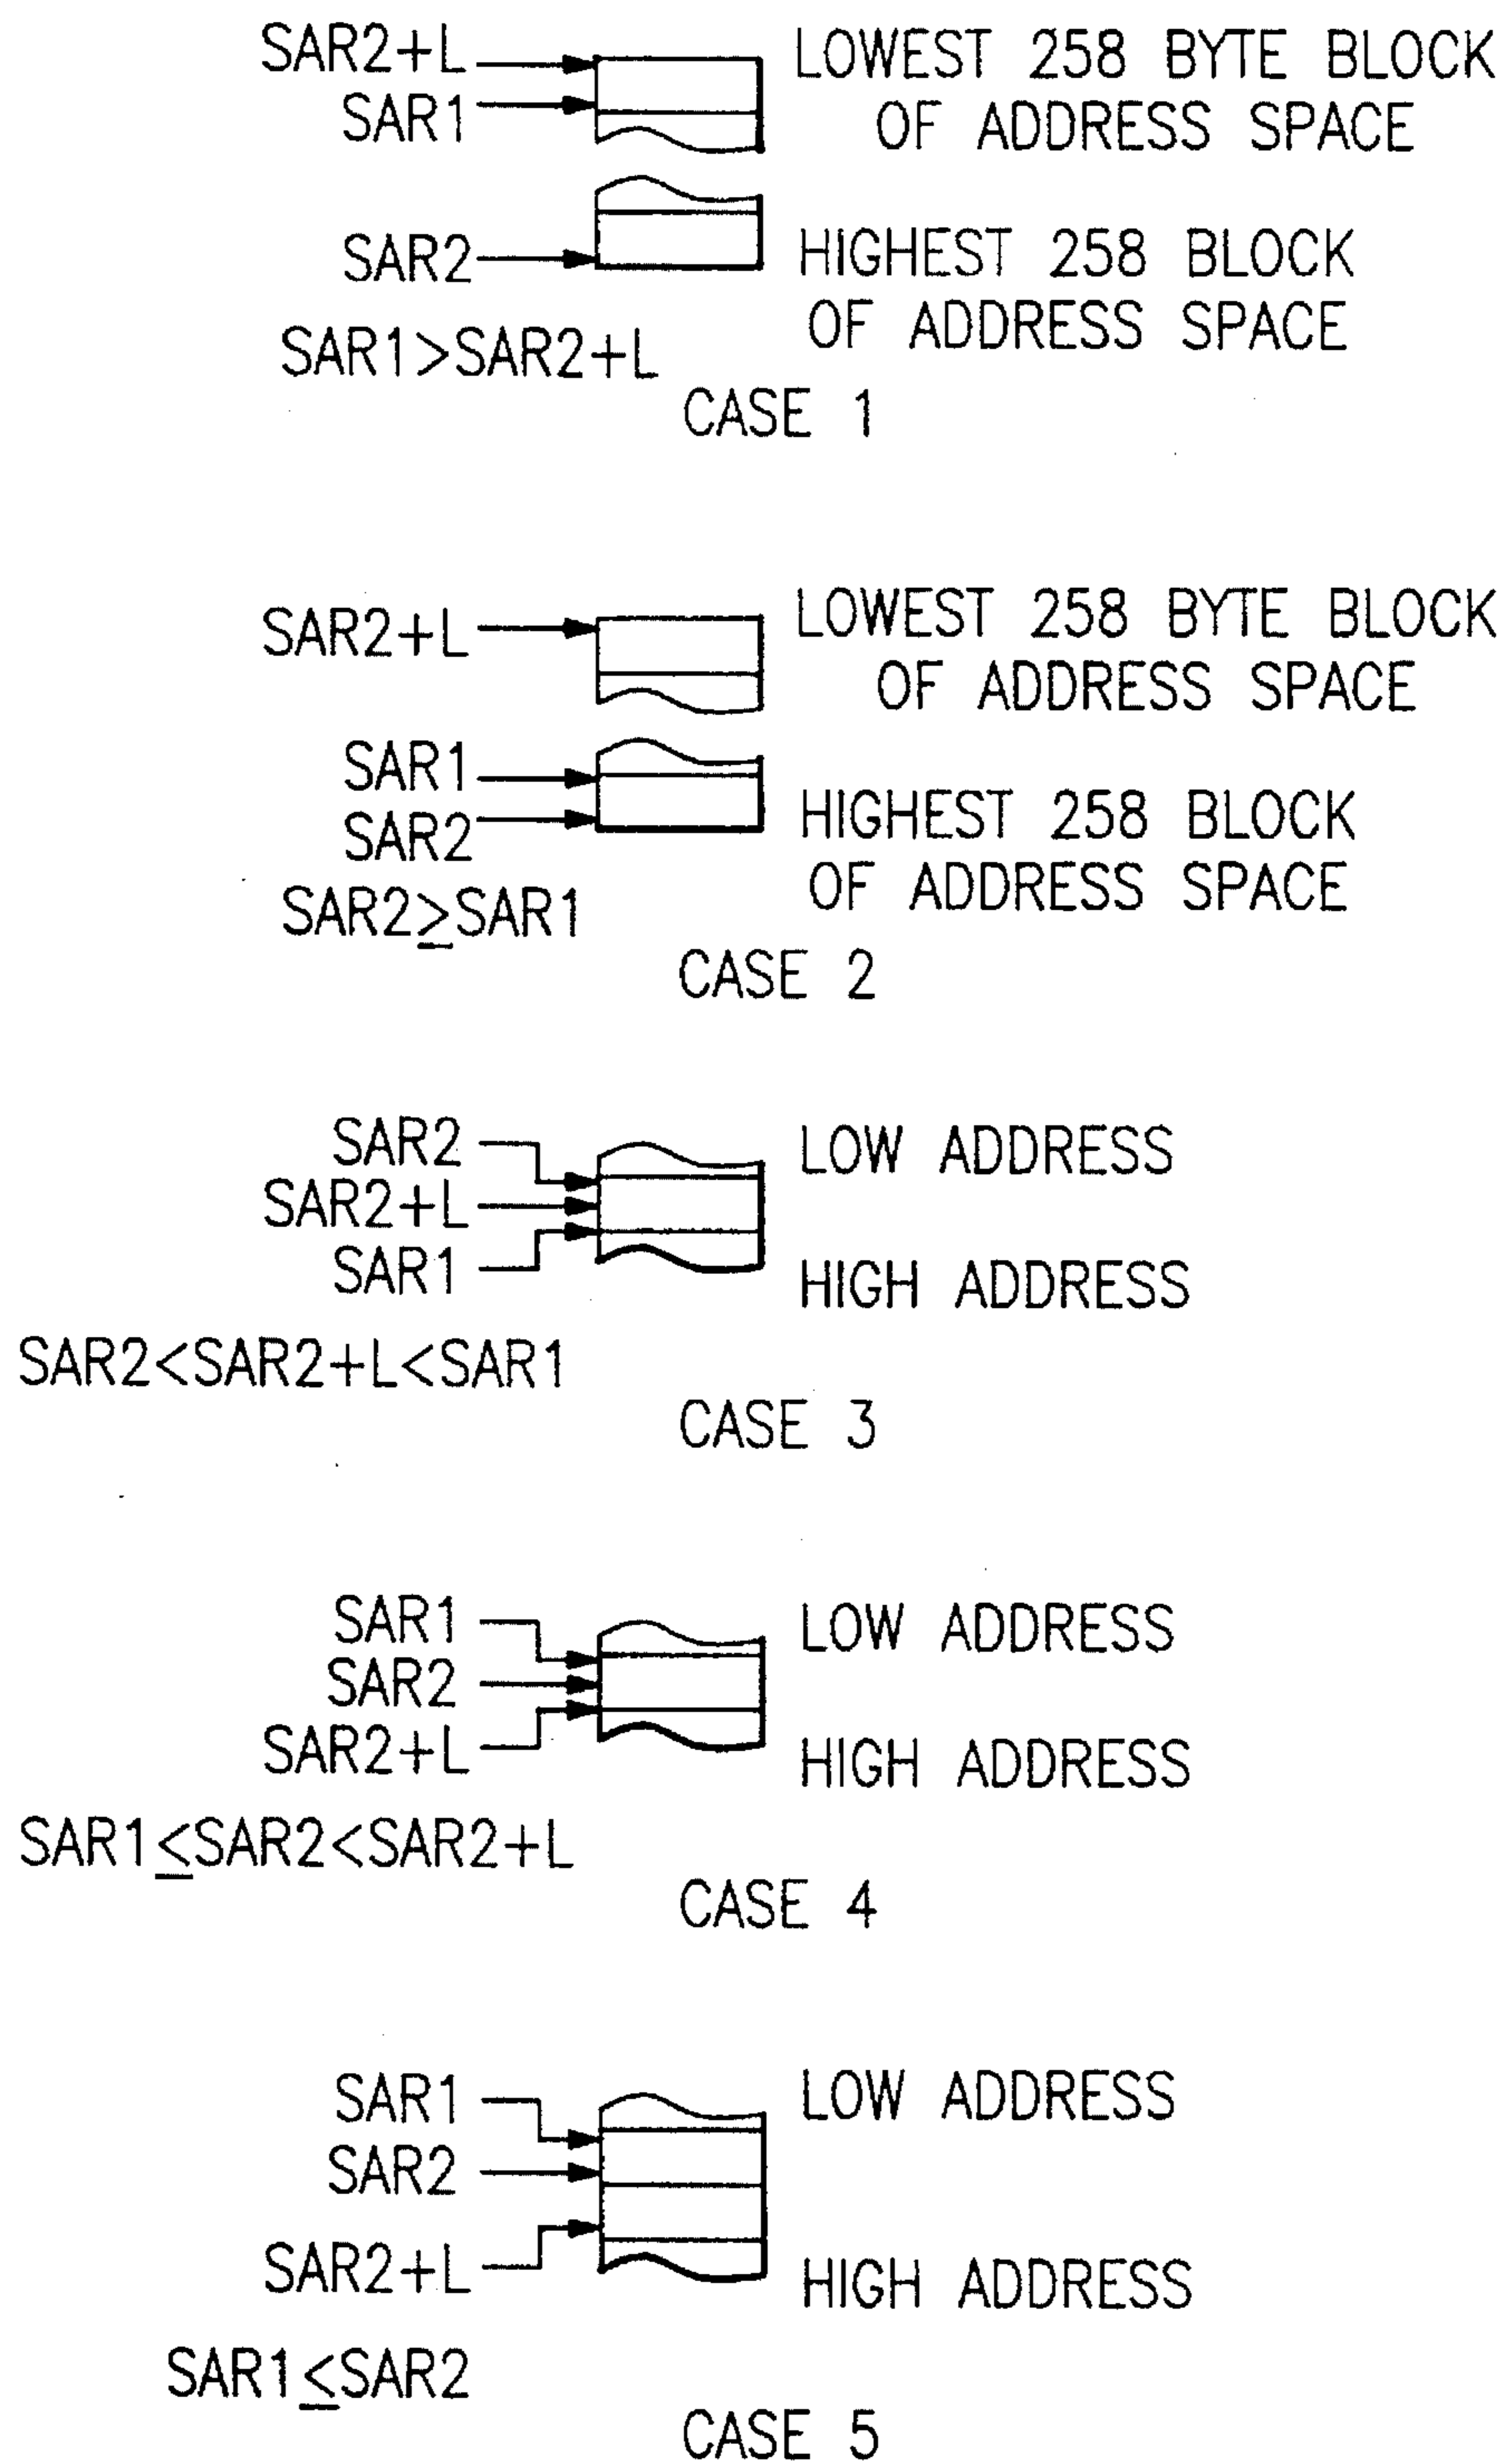 SAR2+L
LOWEST 258 BYTE BLOCK
SAR1
OF ADDRESS SPACE
SAR2
HIGHEST 258 BLOCK
OF ADDRESS SPACE
SAR1>SAR2+L
CASE 1
SAR2+L
LOWEST 258 BYTE BLOCK
OF ADDRESS SPACE
SAR1
SAR2
HIGHEST 258 BLOCK
OF ADDRESS SPACE
SAR2≥SAR1
CASE 2
SAR2
LOW ADDRESS
SAR2+L
SAR1
HIGH ADDRESS
SAR2<SAR2+L<SAR1
CASE 3
SAR1
LOW ADDRESS
SAR2
SAR2+L
HIGH ADDRESS
SAR1≤SAR2<SAR2+L
CASE 4
SAR1
LOW ADDRESS
SAR2
SAR2+L
HIGH ADDRESS
SAR1≤SAR2
CASE 5